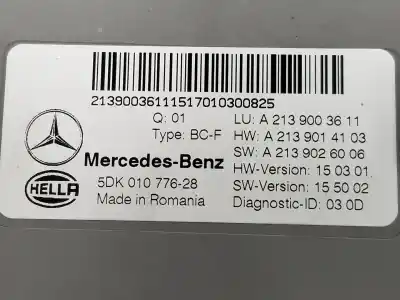 21390036111517010300825
Q: 01 LU: A 213 900 36 11
Type: BC-F HW: A 213 901 41 03
Mercedes-Benz SW: A 213 902 60 06
HELLA 5DK 010 776-28 HW-Version: 15 03 01
Made in Romania SW-Version: 15 50 02
Diagnostic-ID: 03 0D